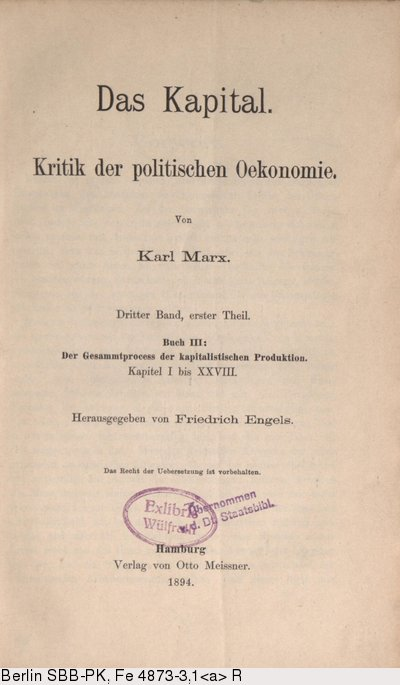 Das Kapital.
Kritik der politischen Oekonomie.
Von
Karl Marx.
Dritter Band, erster Theil.
Buch III:
Der Gesammtprocess der kapitalistischen Produktion.
Kapitel I bis XXVIII.
Herausgegeben von Friedrich Engels.
Das Recht der Uebersetzung ist vorbehalten.
Exlibris
Wülfrath
Übernommen
v. d. Dt. Staatsbibl.
Hamburg
Verlag von Otto Meissner.
1894.
Berlin SBB-PK, Fe 4873-3,1<a> R